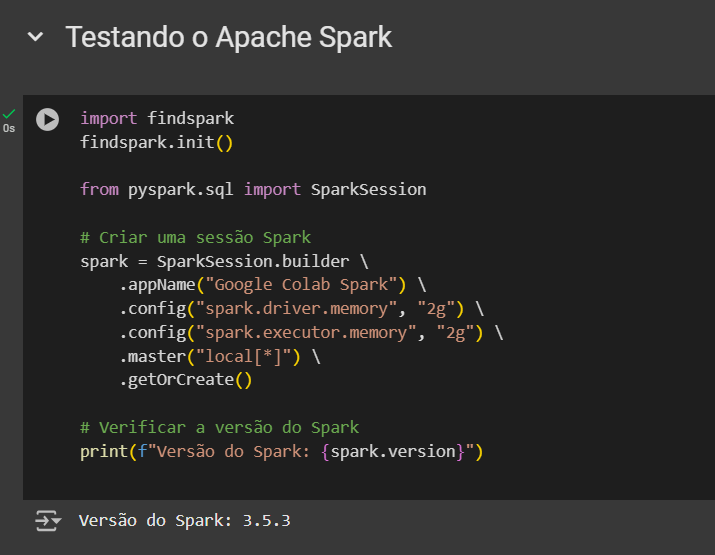 Testando o Apache Spark
0s
import findspark
findspark.init()
from pyspark.sql import SparkSession
# Criar uma sessão Spark
spark = SparkSession.builder \
.appName("Google Colab Spark") \
.config("spark.driver.memory", "2g") \
.config("spark.executor.memory", "2g") \
.master("local[*]") \
.getOrCreate()
# Verificar a versão do Spark
print(f"Versão do Spark: {spark.version}")
Versão do Spark: 3.5.3